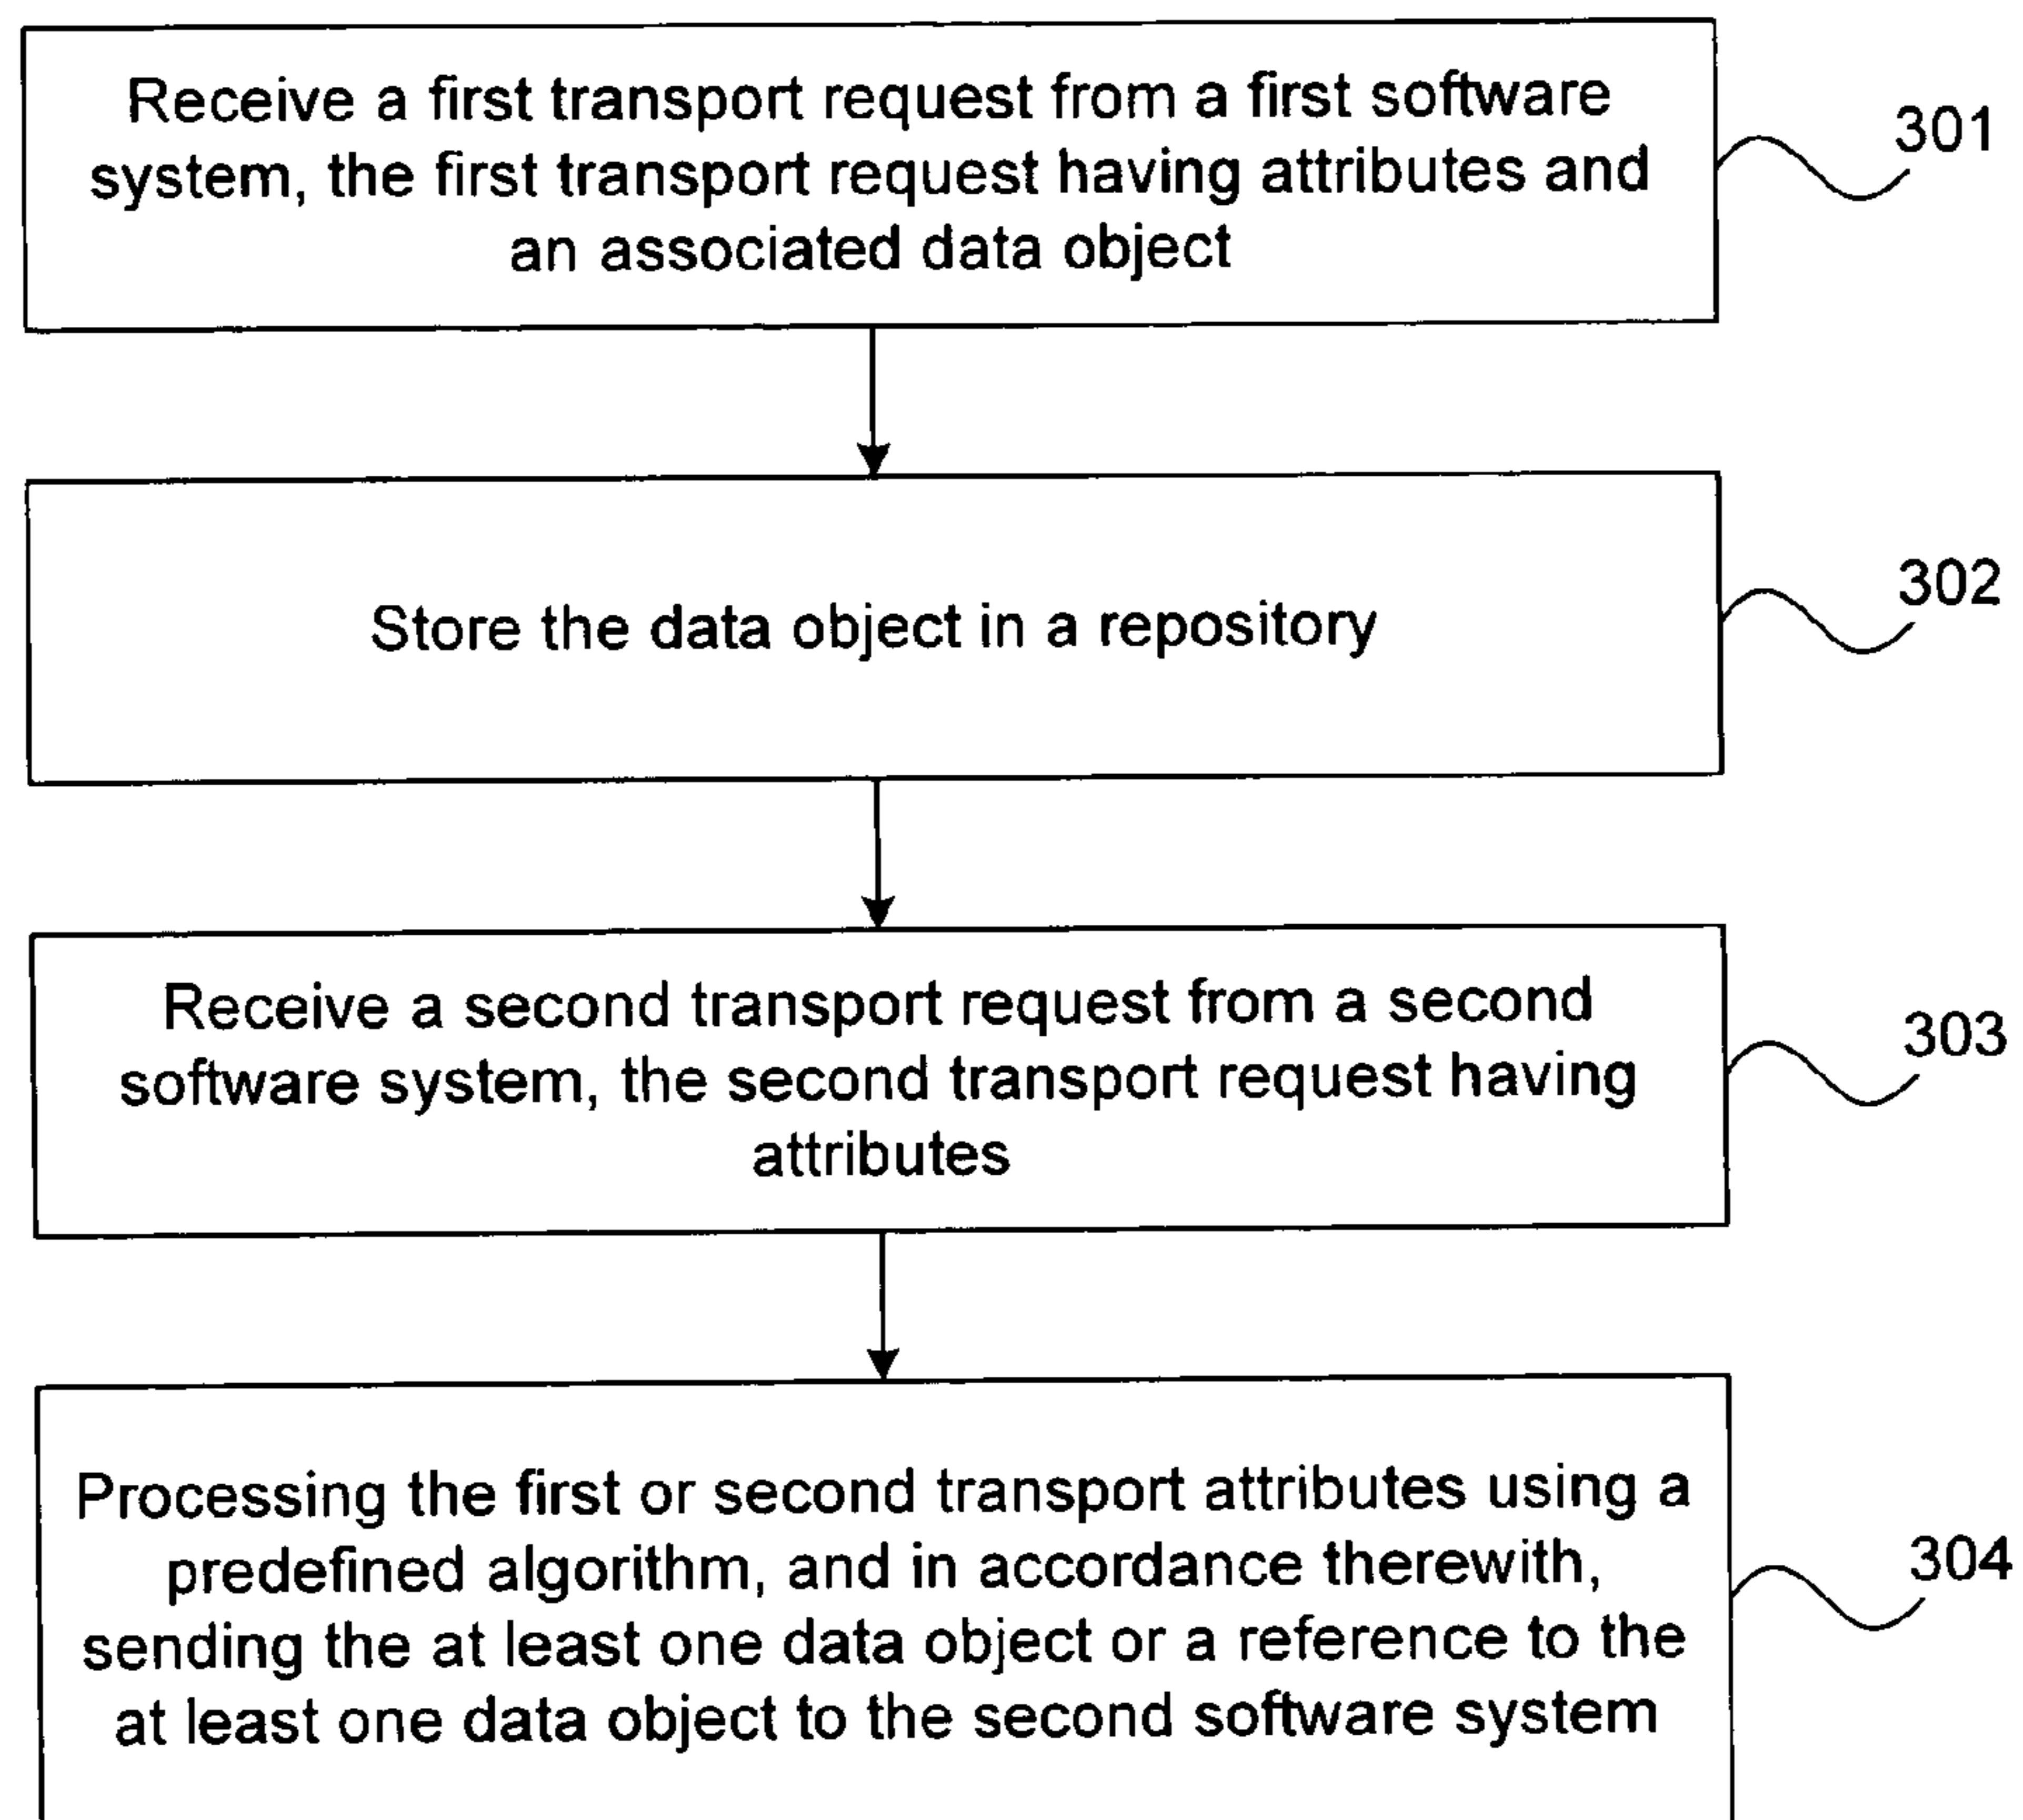 Receive a first transport request from a first software
system, the first transport request having attributes and
an associated data object
301
Store the data object in a repository
302
Receive a second transport request from a second
software system, the second transport request having
attributes
303
Processing the first or second transport attributes using a
predefined algorithm, and in accordance therewith,
sending the at least one data object or a reference to the
at least one data object to the second software system
304